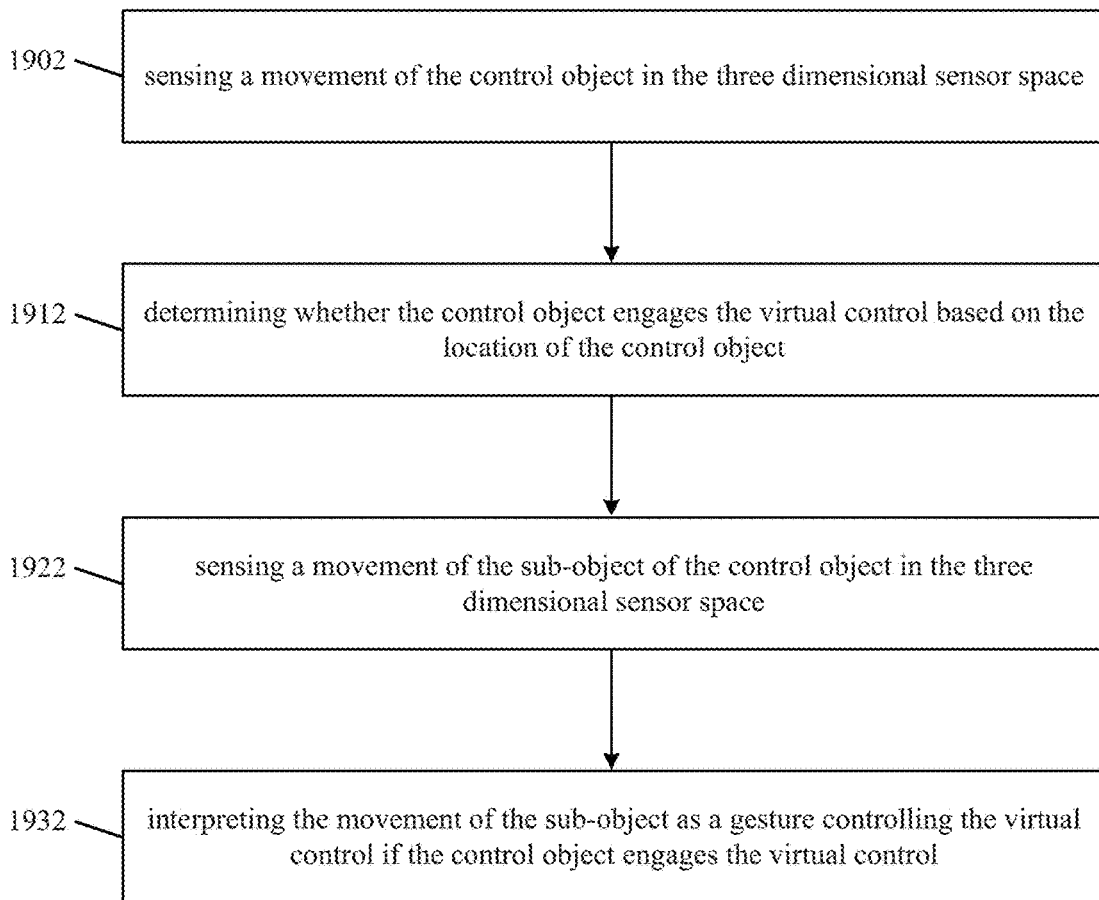 1902
sensing a movement of the control object in the three dimensional sensor space
1912
determining whether the control object engages the virtual control based on the
location of the control object
1922
sensing a movement of the sub-object of the control object in the three
dimensional sensor space
1932
interpreting the movement of the sub-object as a gesture controlling the virtual
control if the control object engages the virtual control